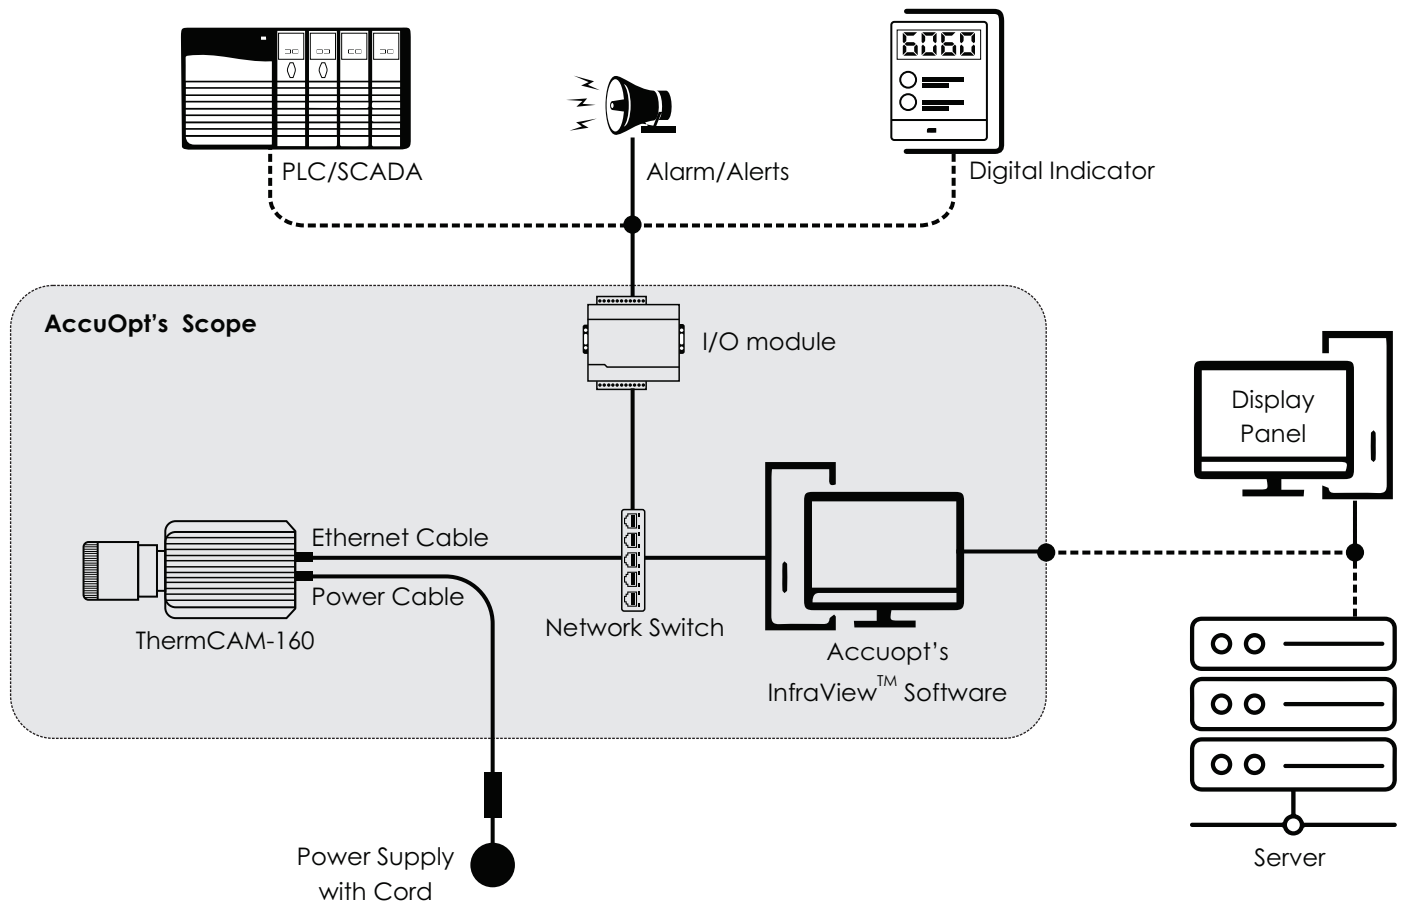 6060
PLC/SCADA
Alarm/Alerts
Digital Indicator
AccuOpt's Scope
I/O module
Display
Panel
Ethernet Cable
Power Cable
ThermCAM-160
Network Switch
Accuopt's
InfraView™ Software
Power Supply
with Cord
Server